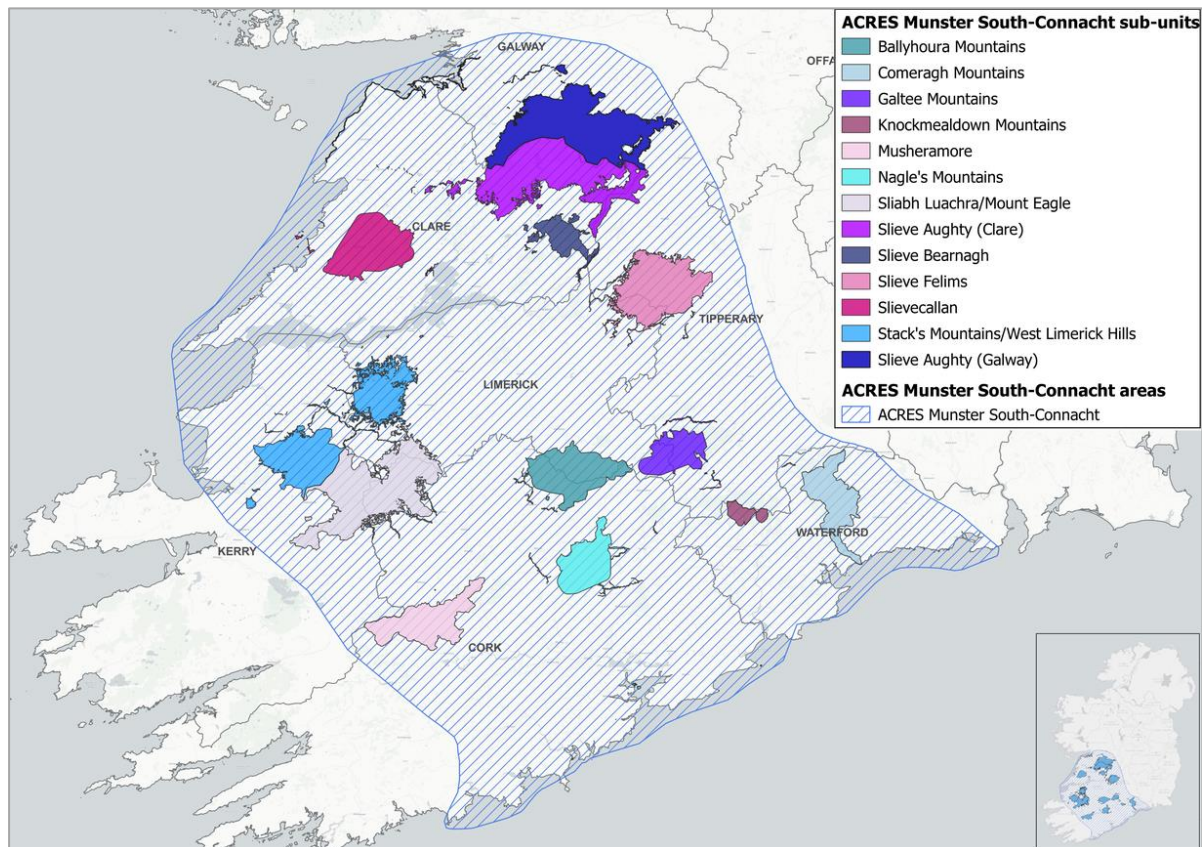 ACRES Munster South-Connacht sub-units
Ballyhoura Mountains
Comeragh Mountains
Galtee Mountains
Knockmealdown Mountains
Musheramore
Nagle's Mountains
Sliabh Luachra/Mount Eagle
Slieve Aughty (Clare)
Slieve Bearnagh
Slieve Felims
Slievecallan
Stack's Mountains/West Limerick Hills
Slieve Aughty (Galway)
ACRES Munster South-Connacht areas
ACRES Munster South-Connacht
GALWAY
OFFA
CLARE
TIPPERARY
LIMERICK
WATERFORD
KERRY
CORK